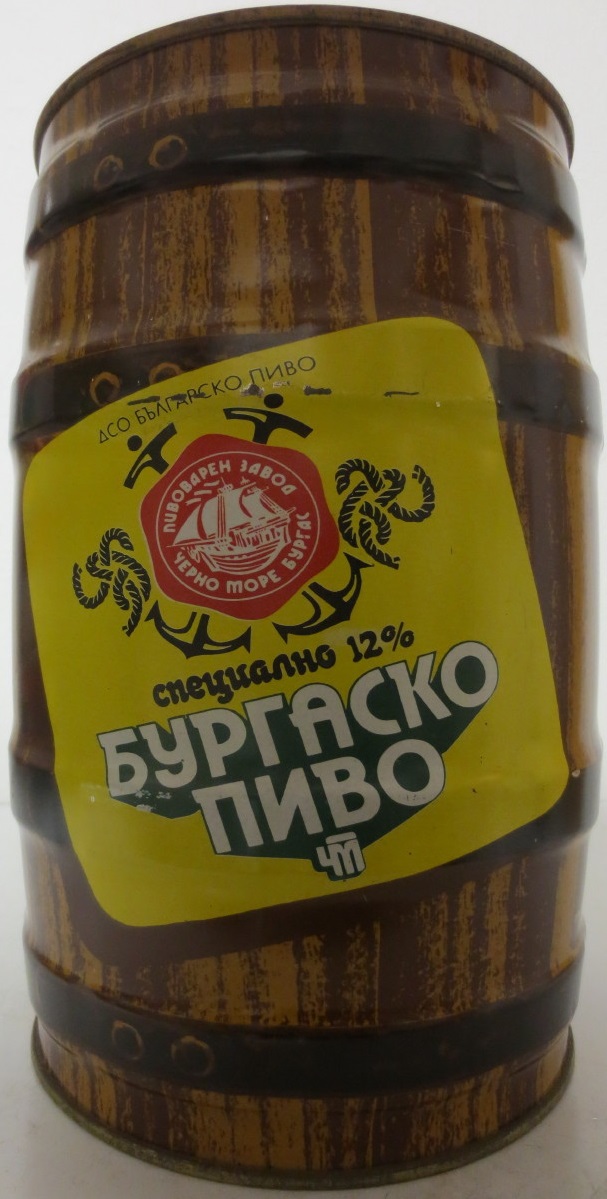 ДСО БЪЛГАРСКО ПИВО
ПИВОВАРЕН ЗАВОД
ЧЕРНО МОРЕ БУРГАС
специално 12%
БУРГАСКО
ПИВО
ЧМ